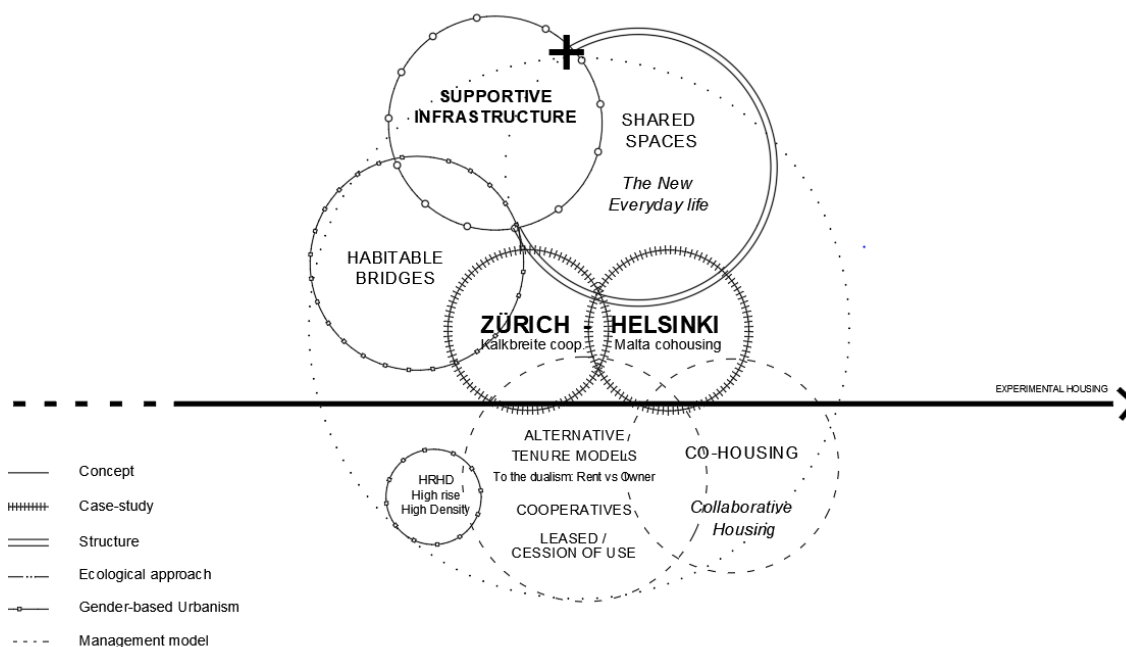 SUPPORTIVE
INFRASTRUCTURE
SHARED
SPACES
The New
Everyday life
HABITABLE
BRIDGES
ZÜRICH - HELSINKI
Kalkbreite coop. Malta cohousing
EXPERIMENTAL HOUSING
ALTERNATIVE
TENURE MODELS
To the dualism: Rent vs Owner
COOPERATIVES
LEASED /
CESSION OF USE
CO-HOUSING
Collaborative
Housing
HRHD
High rise
High Density
Concept
Case-study
Structure
Ecological approach
Gender-based Urbanism
Management model